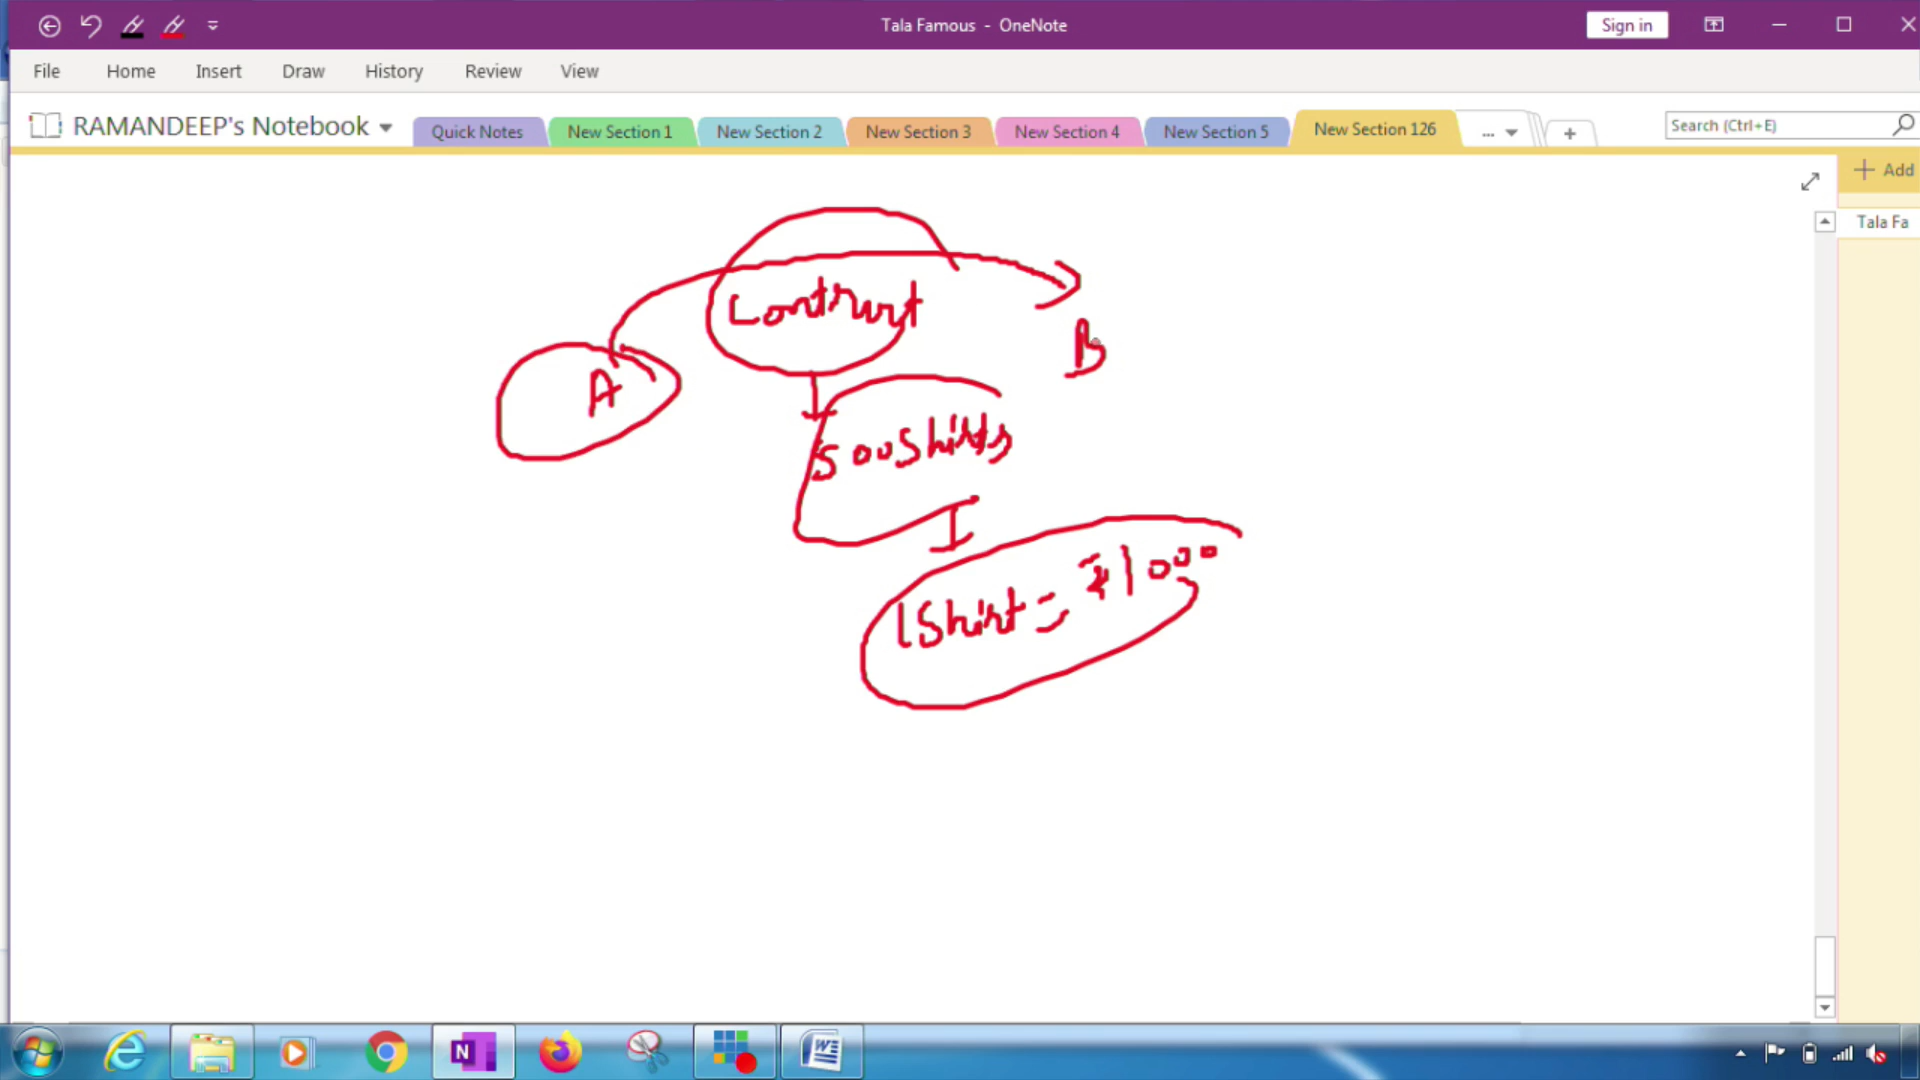 Tala Famous - OneNote
Sign in
File Home Insert Draw History Review View
RAMANDEEP's Notebook
Quick Notes New Section 1 New Section 2 New Section 3 New Section 4 New Section 5 New Section 126 ...
Search (Ctrl+E)
Add
Tala Fa
Contract
A
B
500 Shirts
1 Shirt = ₹1000